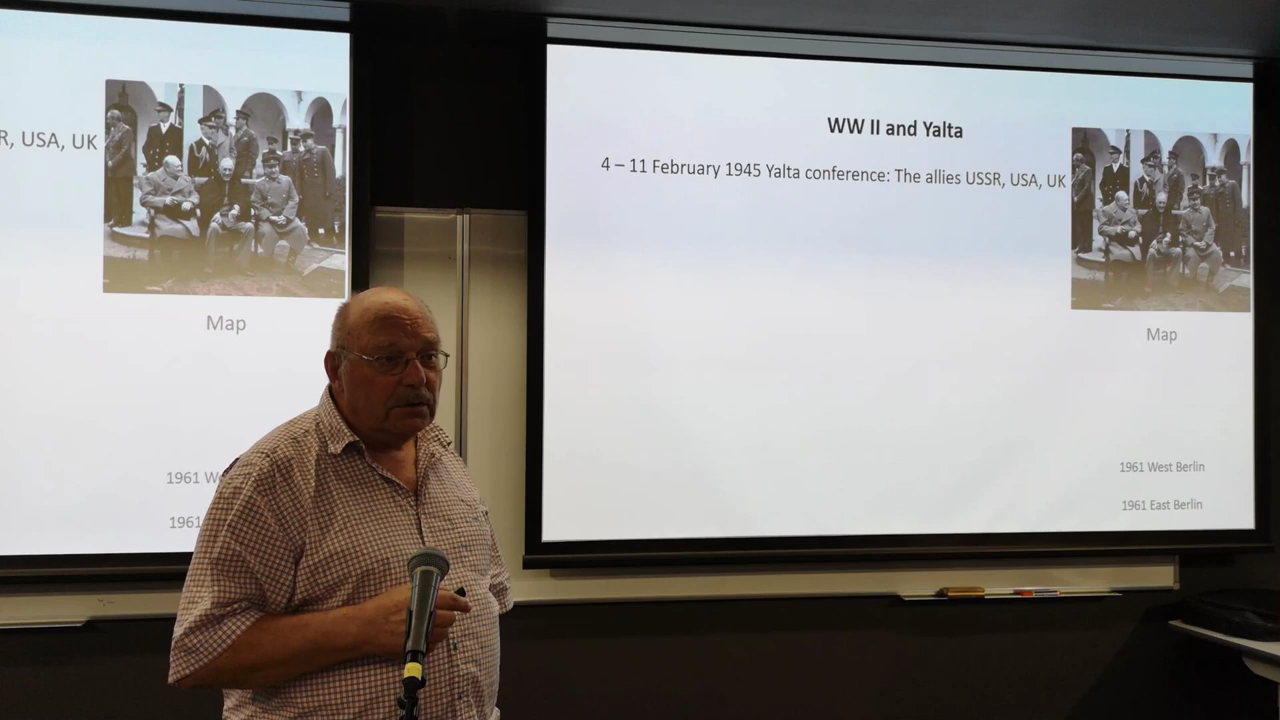 R, USA, UK
Map
1961 We
1961
WW II and Yalta
4 – 11 February 1945 Yalta conference: The allies USSR, USA, UK
Map
1961 West Berlin
1961 East Berlin